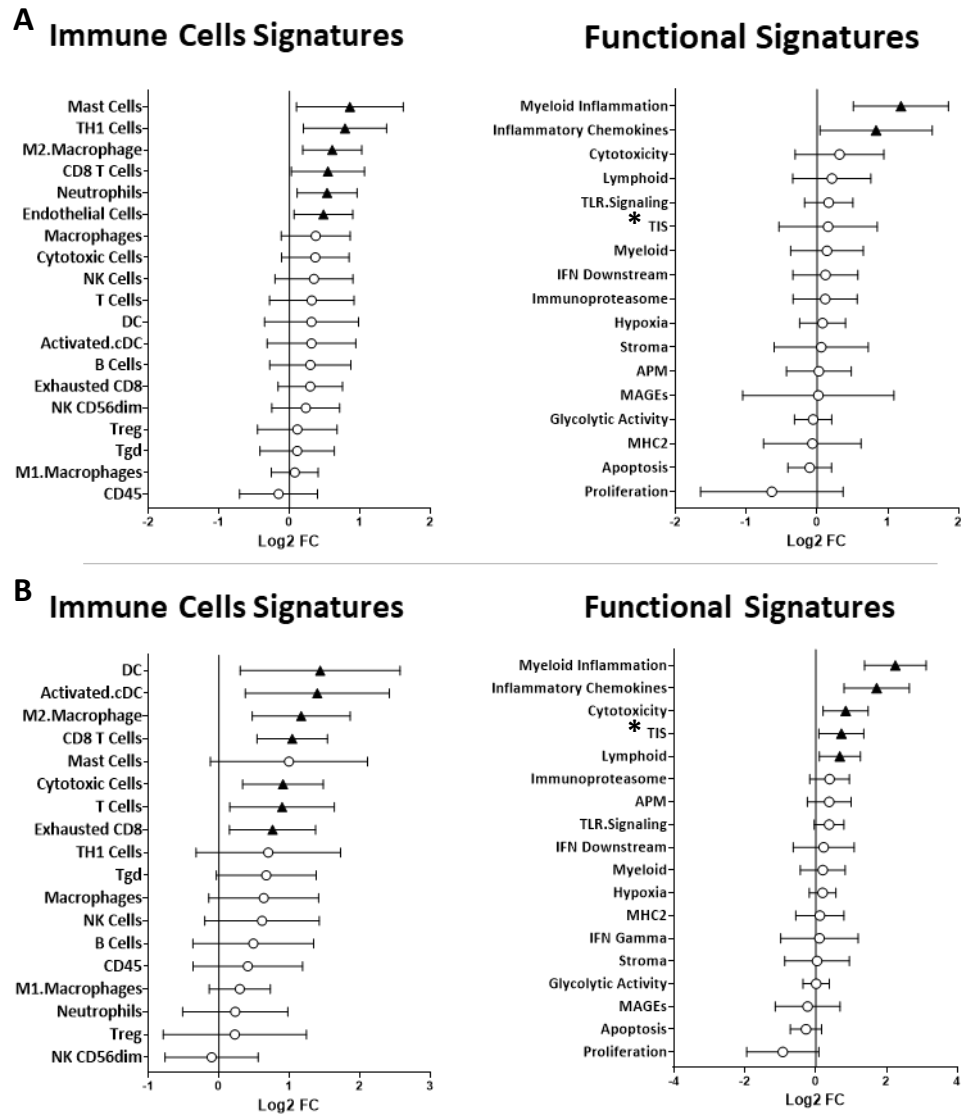 A
Immune Cells Signatures
Mast Cells
TH1 Cells
M2.Macrophage
CD8 T Cells
Neutrophils
Endothelial Cells
Macrophages
Cytotoxic Cells
NK Cells
T Cells
DC
Activated.cDC
B Cells
Exhausted CD8
NK CD56dim
Treg
Tgd
M1.Macrophages
CD45
-2 -1 0 1 2
Log2 FC
Functional Signatures
Myeloid Inflammation
Inflammatory Chemokines
Cytotoxicity
Lymphoid
TLR.Signaling
* TIS
Myeloid
IFN Downstream
Immunoproteasome
Hypoxia
Stroma
APM
MAGEs
Glycolytic Activity
MHC2
Apoptosis
Proliferation
-2 -1 0 1 2
Log2 FC
B
Immune Cells Signatures
DC
Activated.cDC
M2.Macrophage
CD8 T Cells
Mast Cells
Cytotoxic Cells
T Cells
Exhausted CD8
TH1 Cells
Tgd
Macrophages
NK Cells
B Cells
CD45
M1.Macrophages
Neutrophils
Treg
NK CD56dim
-1 0 1 2 3
Log2 FC
Functional Signatures
Myeloid Inflammation
Inflammatory Chemokines
Cytotoxicity
* TIS
Lymphoid
Immunoproteasome
APM
TLR.Signaling
IFN Downstream
Myeloid
Hypoxia
MHC2
IFN Gamma
Stroma
Glycolytic Activity
MAGEs
Apoptosis
Proliferation
-4 -2 0 2 4
Log2 FC